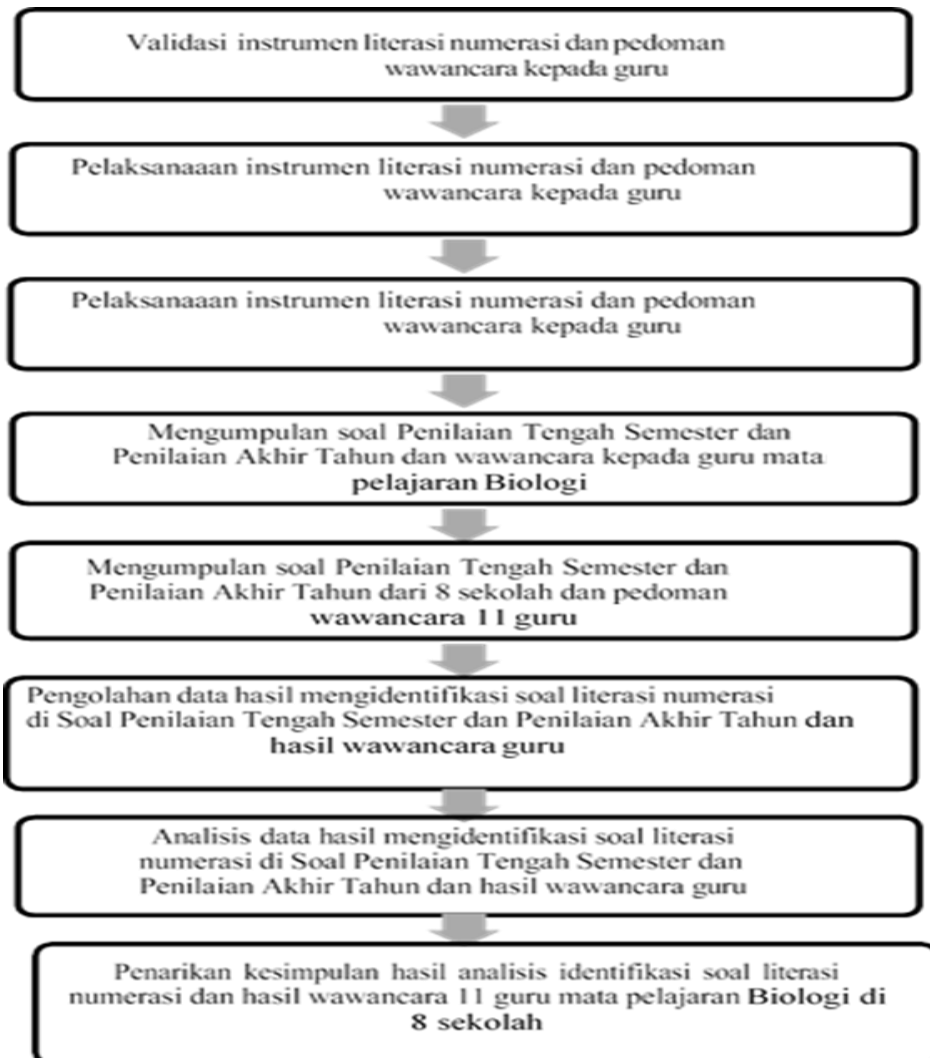 Validasi instrumen literasi numerasi dan pedoman
wawancara kepada guru
Pelaksanaaan instrumen literasi numerasi dan pedoman
wawancara kepada guru
Pelaksanaaan instrumen literasi numerasi dan pedoman
wawancara kepada guru
Mengumpulan soal Penilaian Tengah Semester dan
Penilaian Akhir Tahun dan wawancara kepada guru mata
pelajaran Biologi
Mengumpulan soal Penilaian Tengah Semester dan
Penilaian Akhir Tahun dari 8 sekolah dan pedoman
wawancara 11 guru
Pengolahan data hasil mengidentifikasi soal literasi numerasi
di Soal Penilaian Tengah Semester dan Penilaian Akhir Tahun dan
hasil wawancara guru
Analisis data hasil mengidentifikasi soal literasi
numerasi di Soal Penilaian Tengah Semester dan
Penilaian Akhir Tahun dan hasil wawancara guru
Penarikan kesimpulan hasil analisis identifikasi soal literasi
numerasi dan hasil wawancara 11 guru mata pelajaran Biologi di
8 sekolah